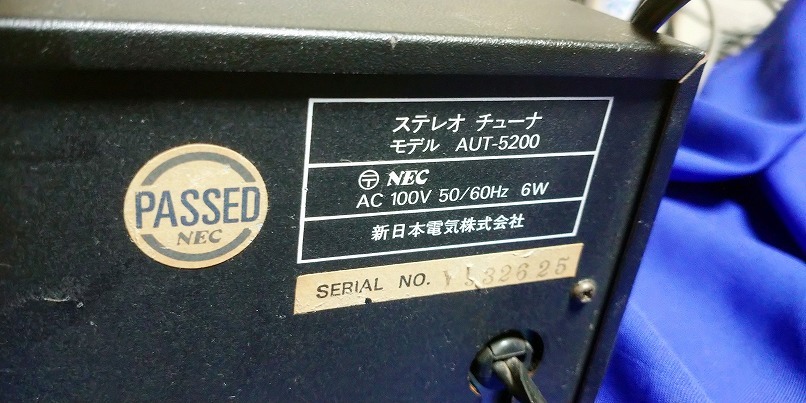 PASSED
NEC
ステレオ チューナ
モデル AUT-5200
〶 NEC
AC 100V 50/60Hz 6W
新日本電気株式会社
SERIAL NO.